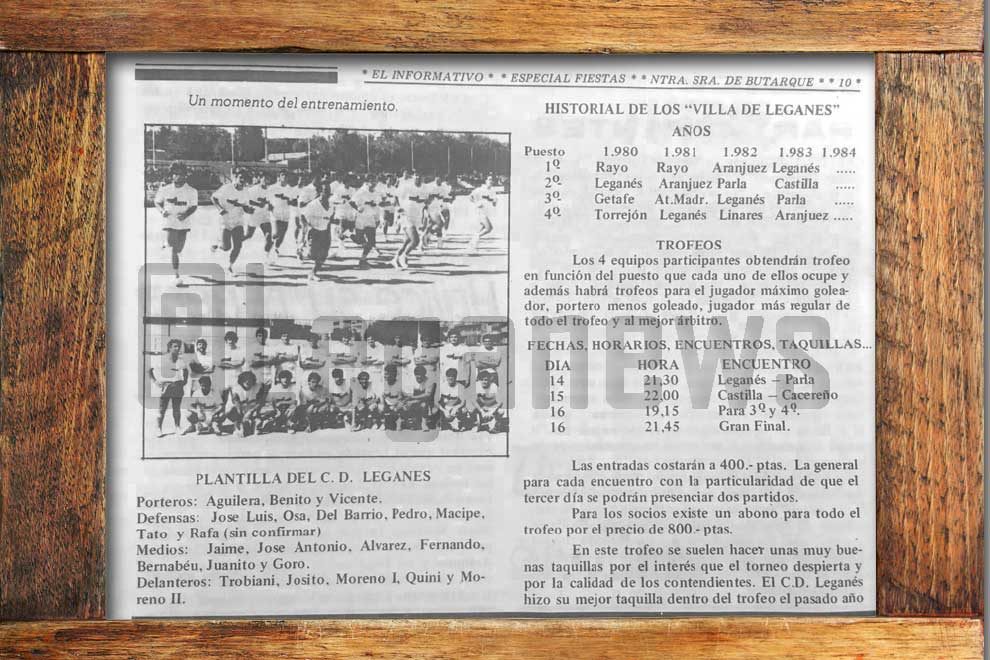 * EL INFORMATIVO * * ESPECIAL FIESTAS * * NTRA. SRA. DE BUTARQUE * * 10 *
Un momento del entrenamiento.
PLANTILLA DEL C. D. LEGANES
Porteros: Aguilera, Benito y Vicente.
Defensas: Jose Luis, Osa, Del Barrio, Pedro, Macipe,
Tato y Rafa (sin confirmar)
Medios: Jaime, Jose Antonio, Alvarez, Fernando,
Bernabéu, Juanito y Goro.
Delanteros: Trobiani, Josito, Moreno I, Quini y Mo-
reno II.
HISTORIAL DE LOS "VILLA DE LEGANES"
AÑOS
Puesto 1.980 1.981 1.982 1.983 1.984
1º Rayo Rayo Aranjuez Leganés .....
2º Leganés Aranjuez Parla Castilla .....
3º Getafe At.Madr. Leganés Parla .....
4º Torrejón Leganés Linares Aranjuez .....
TROFEOS
Los 4 equipos participantes obtendrán trofeo
en función del puesto que cada uno de ellos ocupe y
además habrá trofeos para el jugador máximo golea-
dor, portero menos goleado, jugador más regular de
todo el trofeo y al mejor árbitro.
FECHAS, HORARIOS, ENCUENTROS, TAQUILLAS...
DIA HORA ENCUENTRO
14 21,30 Leganés – Parla
15 22,00 Castilla – Cacereño
16 19,15 Para 3º y 4º.
16 21,45 Gran Final.
Las entradas costarán a 400.- ptas. La general
para cada encuentro con la particularidad de que el
tercer día se podrán presenciar dos partidos.
Para los socios existe un abono para todo el
trofeo por el precio de 800.- ptas.
En este trofeo se suelen hacer unas muy bue-
nas taquillas por el interés que el torneo despierta y
por la calidad de los contendientes. El C.D. Leganés
hizo su mejor taquilla dentro del trofeo el pasado año
leganews